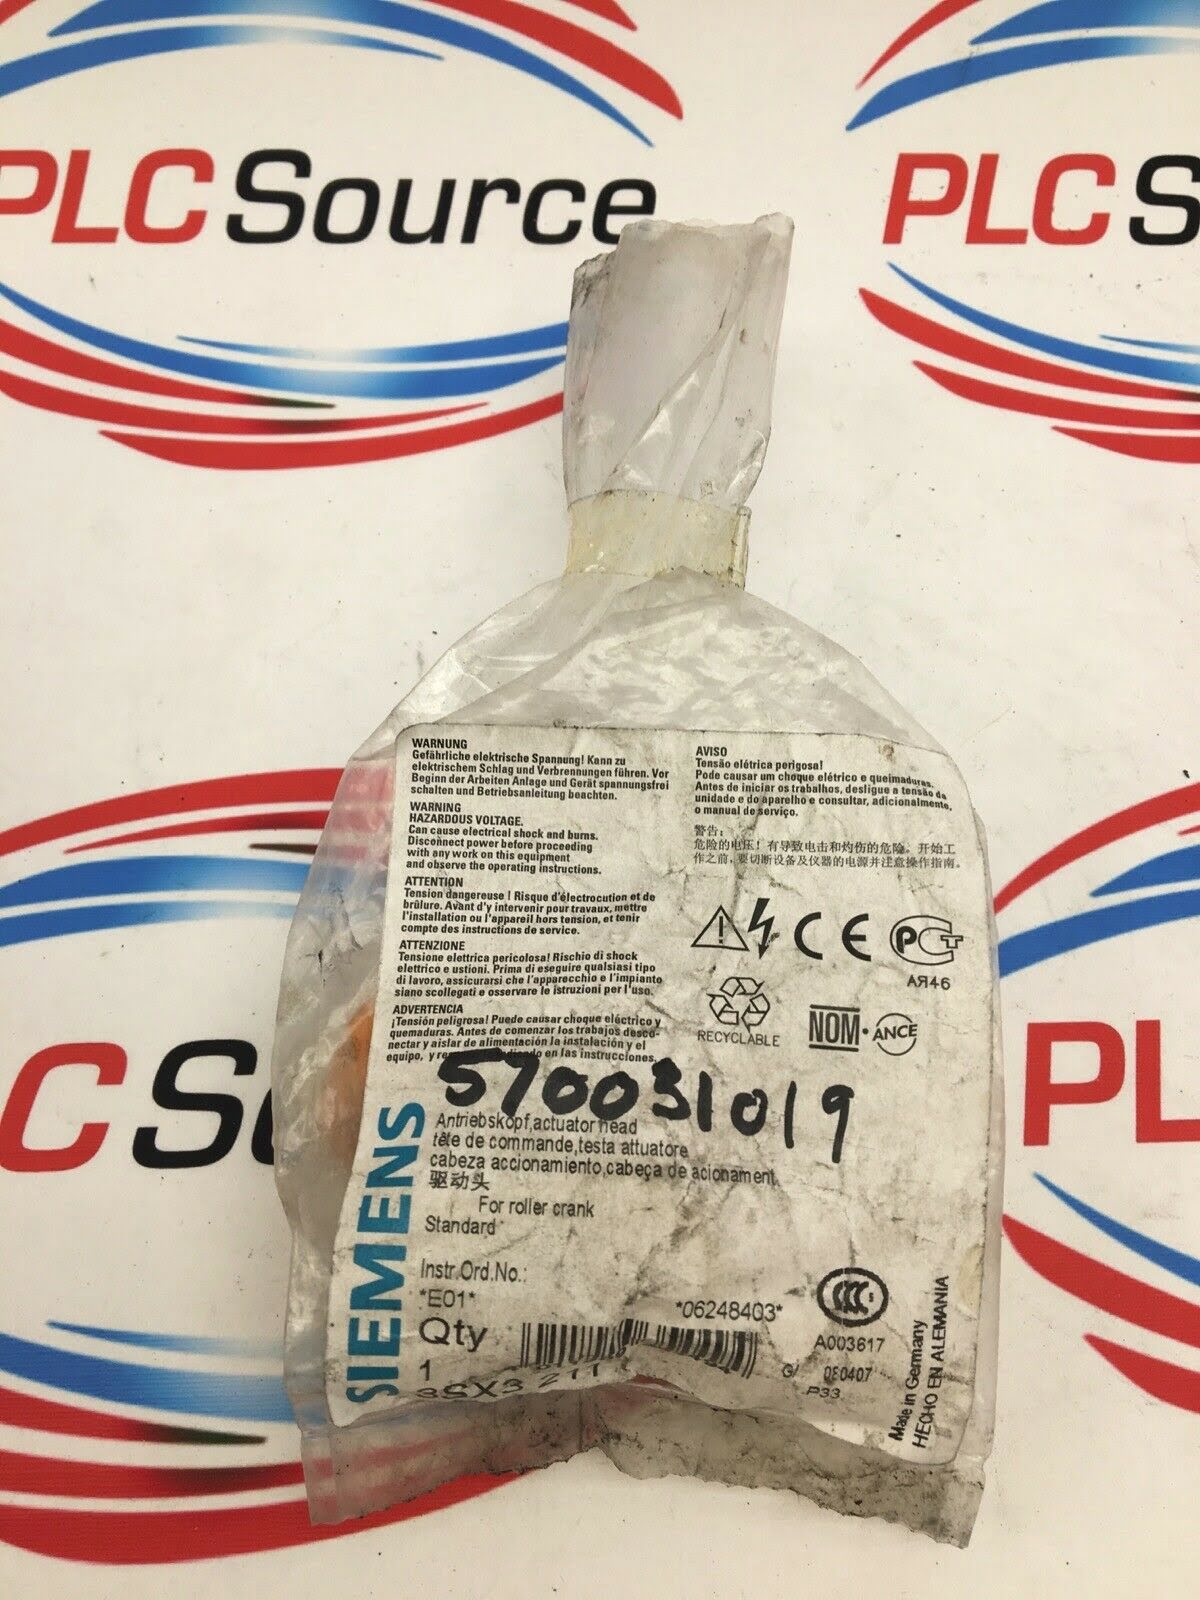 PLC Source
PLC S
WARNUNG
Gefährliche elektrische Spannung! Kann zu
elektrischem Schlag und Verbrennungen führen. Vor
Beginn der Arbeiten Anlage und Gerät spannungsfrei
schalten und Betriebsanleitung beachten.
WARNING
HAZARDOUS VOLTAGE.
Can cause electrical shock and burns.
Disconnect power before proceeding
with any work on this equipment
and observe the operating instructions.
ATTENTION
Tension dangereuse ! Risque d'électrocution et de
brûlure. Avant d'y intervenir pour travaux, mettre
l'installation ou l'appareil hors tension, et tenir
compte des instructions de service.
ATTENZIONE
Tensione elettrica pericolosa! Rischio di shock
elettrico e ustioni. Prima di eseguire qualsiasi tipo
di lavoro, assicurarsi che l'apparecchio e l'impianto
siano scollegati e osservare le istruzioni per l'uso.
ADVERTENCIA
¡Tensión peligrosa! Puede causar choque eléctrico y
quemaduras. Antes de comenzar los trabajos desco-
nectar y aislar de alimentación la instalación y el
equipo, y en las instrucciones.
AVISO
Tensão elétrica perigosa!
Pode causar um choque elétrico e queimaduras.
Antes de iniciar os trabalhos, desligue a tensão da
unidade e do aparelho e consultar, adicionalmente,
o manual de serviço.
警告:
危险的电压! 有导致电击和灼伤的危险。开始工
作之前,要切断设备及仪器的电源并注意操作指南。
CE
РСТ
АЯ46
RECYCLABLE
NOM·ANCE
570031019
Antriebskopf,actuator head
tête de commande,testa attuatore
cabeza accionamiento,cabeça de acionament.
驱动头
For roller crank
Standard
SIEMENS
Instr.Ord.No.:
*E01*
*06248403*
Qty
1
3SX3 211
CCC
A003617
G/ 080407
P33
Made in Germany
HECHO EN ALEMANIA
C S
PL